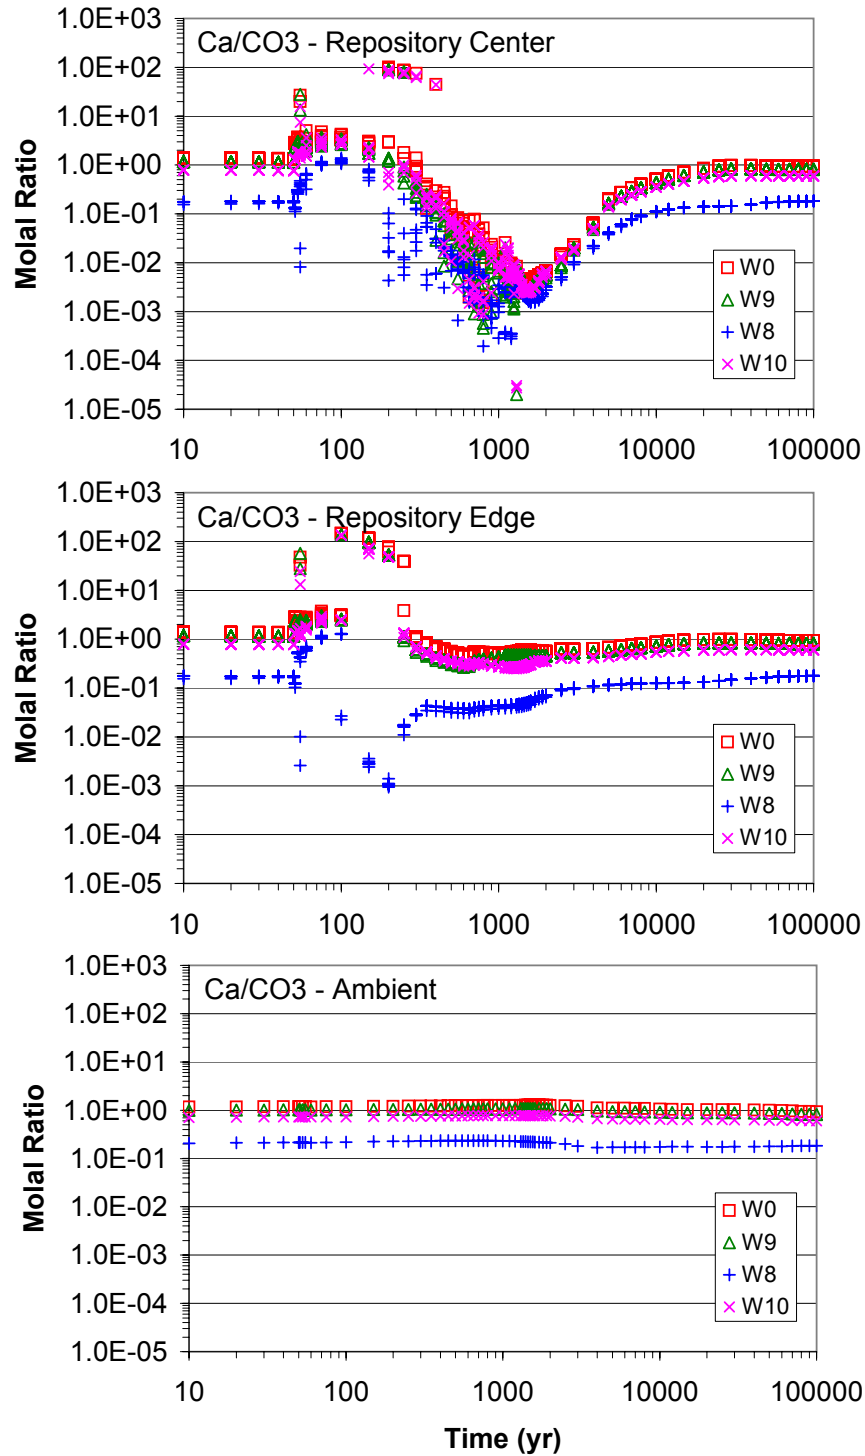 Ca/CO3 - Repository Center
1.0E+03
1.0E+02
1.0E+01
1.0E+00
1.0E-01
1.0E-02
1.0E-03
1.0E-04
1.0E-05
Molal Ratio
W0
W9
W8
W10
10 100 1000 10000 100000
Ca/CO3 - Repository Edge
1.0E+03
1.0E+02
1.0E+01
1.0E+00
1.0E-01
1.0E-02
1.0E-03
1.0E-04
1.0E-05
Molal Ratio
W0
W9
W8
W10
10 100 1000 10000 100000
Ca/CO3 - Ambient
1.0E+03
1.0E+02
1.0E+01
1.0E+00
1.0E-01
1.0E-02
1.0E-03
1.0E-04
1.0E-05
Molal Ratio
W0
W9
W8
W10
10 100 1000 10000 100000
Time (yr)